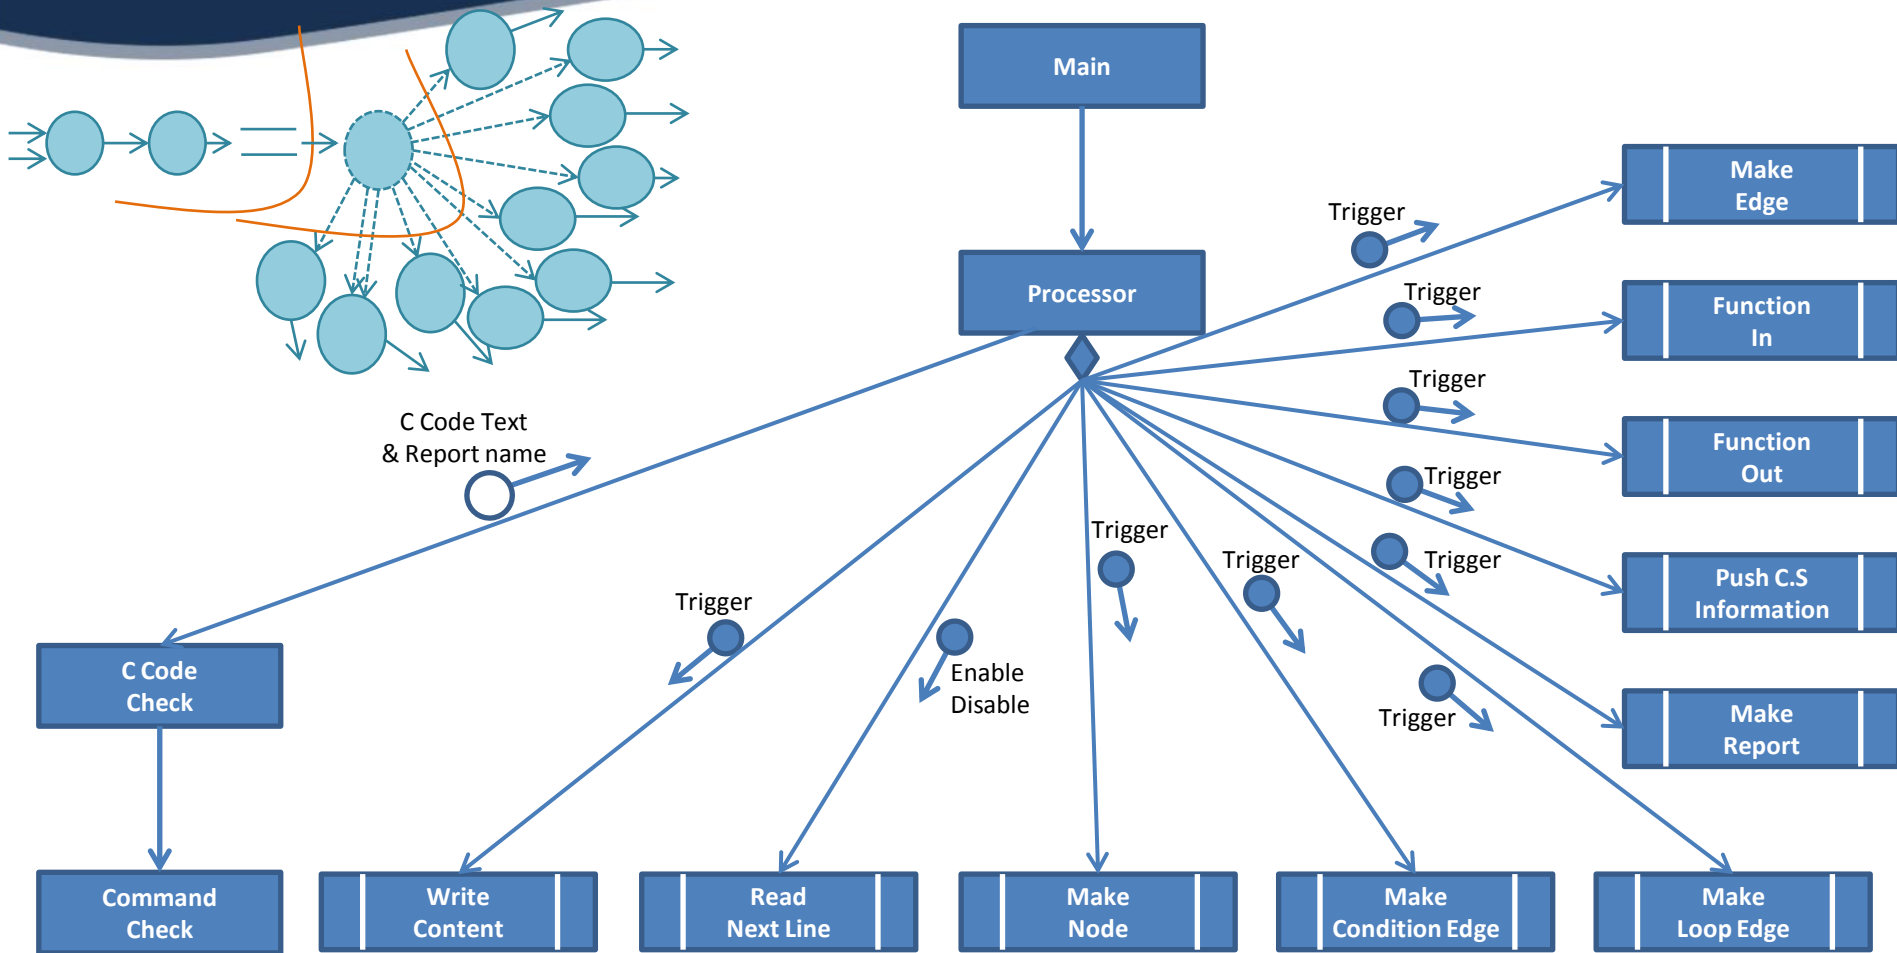 Main
Make
Edge
Trigger
Processor
Trigger
Function
In
Trigger
C Code Text
& Report name
Function
Out
Trigger
Trigger
Trigger
Trigger
Push C.S
Information
Trigger
C Code
Check
Enable
Disable
Trigger
Make
Report
Command
Check
Write
Content
Read
Next Line
Make
Node
Make
Condition Edge
Make
Loop Edge